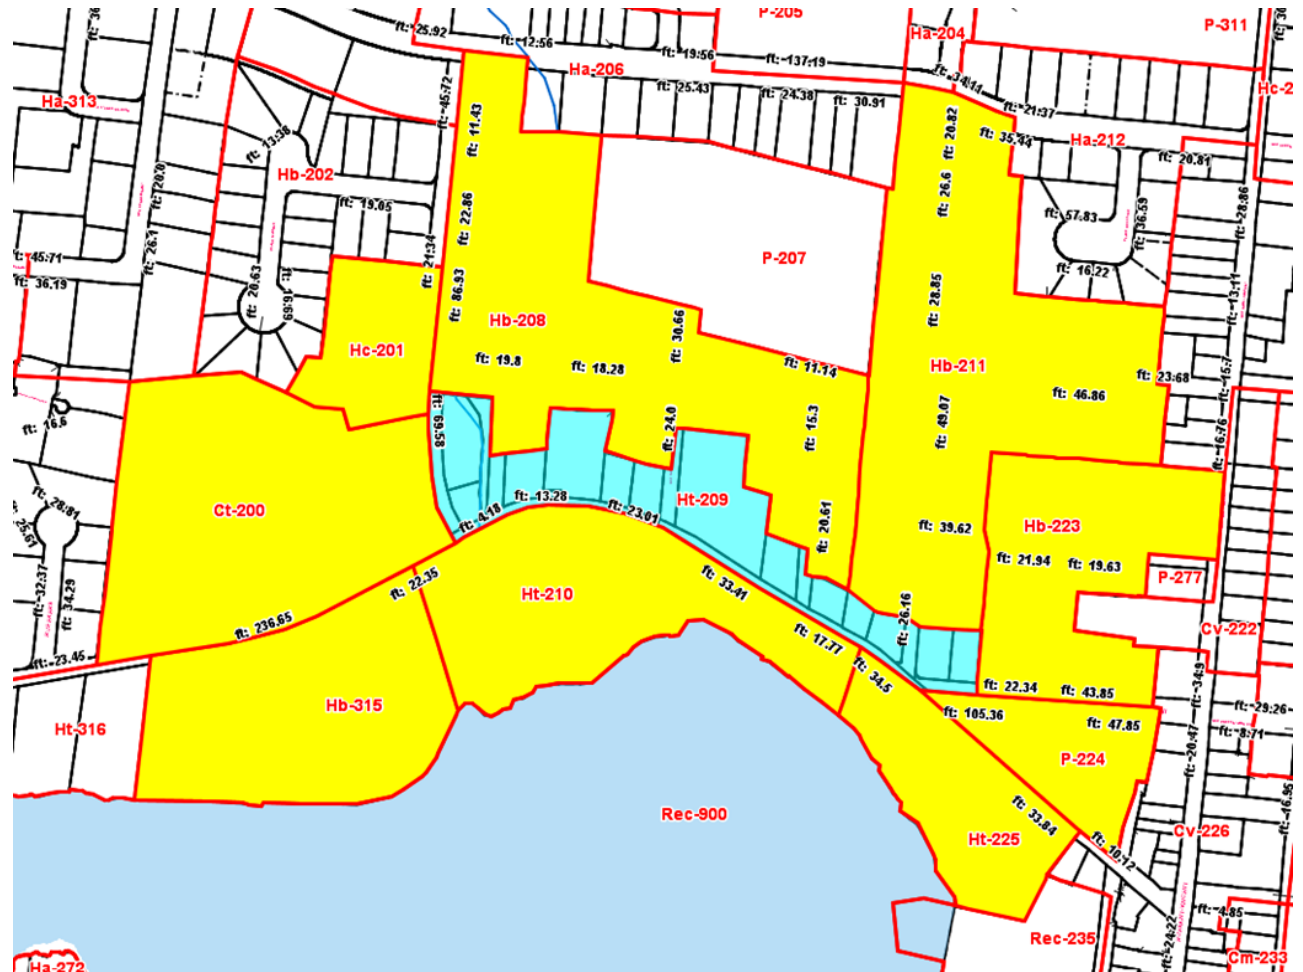 P-205
P-311
ft: 25.92
ft: 12.56
ft: 19.56
ft: 137.19
Ha-204
Ha-206
ft: 34.11
Hc-2
Ha-313
ft: 45.72
ft: 11.43
ft: 25.43
ft: 24.38
ft: 30.91
ft: 20.82
ft: 21.37
ft: 35.44
Ha-212
ft: 13.38
ft: 20.81
Hb-202
ft: 20.0
ft: 19.05
ft: 22.86
ft: 26.6
ft: 57.83
ft: 36.59
ft: 28.86
ft: 26.1
ft: 45.71
ft: 36.19
ft: 21.34
P-207
ft: 16.22
ft: 20.63
ft: 16.69
ft: 86.93
ft: 28.85
ft: 13.11
Hb-208
ft: 30.66
Hc-201
ft: 19.8
ft: 18.28
ft: 11.14
Hb-211
ft: 46.86
ft: 23.68
ft: 15.7
ft: 16.6
ft: 69.58
ft: 24.0
ft: 15.3
ft: 49.07
ft: 16.76
ft: 28.81
ft: 25.61
Ct-200
ft: 4.18
ft: 13.28
ft: 23.01
Ht-209
ft: 20.61
ft: 39.62
Hb-223
ft: 21.94
ft: 19.63
P-277
ft: 32.37
ft: 34.29
ft: 22.35
Ht-210
ft: 33.41
ft: 26.16
ft: 236.65
ft: 17.77
Cv-222
ft: 23.45
ft: 34.5
ft: 22.34
ft: 43.85
ft: 34.9
Hb-315
ft: 105.36
ft: 47.85
ft: 29.26
Ht-316
ft: 20.47
ft: 8.71
P-224
Rec-900
ft: 33.84
ft: 16.95
Ht-225
ft: 10.12
Cv-226
ft: 4.85
Rec-235
ft: 24.22
Cm-233
Ha-272